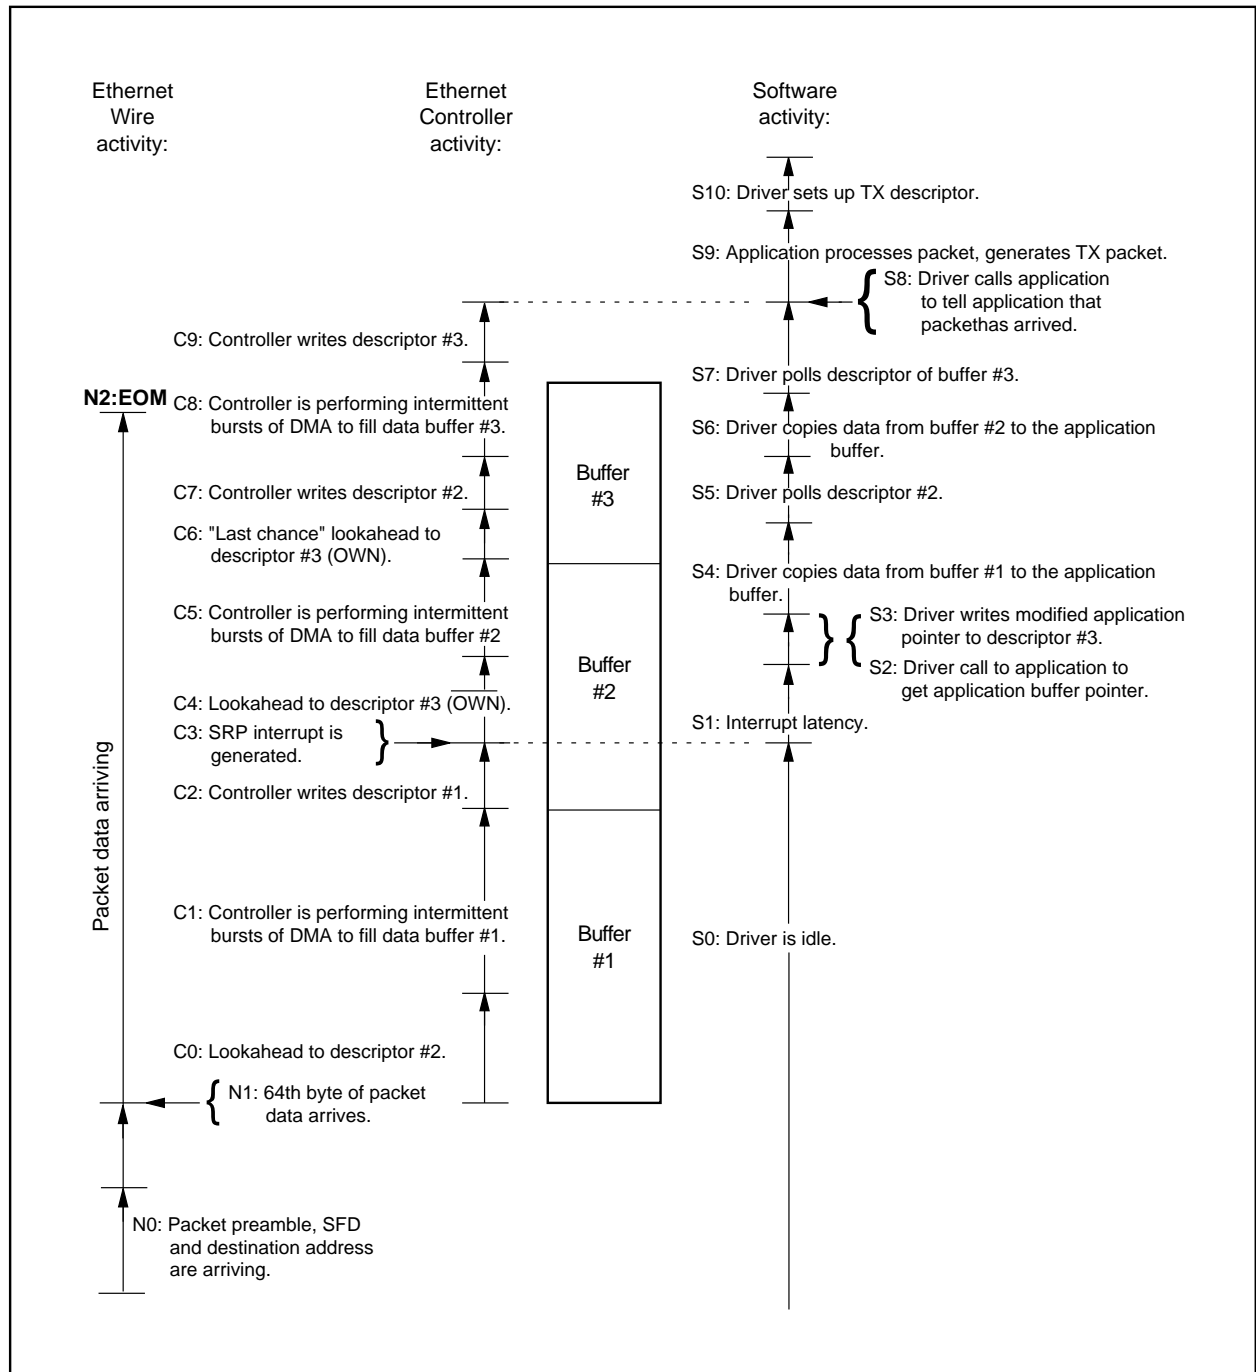 Ethernet
Wire
activity:
Ethernet
Controller
activity:
Software
activity:
S10: Driver sets up TX descriptor.
S9: Application processes packet, generates TX packet.
S8: Driver calls application
to tell application that
packethas arrived.
C9: Controller writes descriptor #3.
S7: Driver polls descriptor of buffer #3.
N2:EOM
C8: Controller is performing intermittent
bursts of DMA to fill data buffer #3.
S6: Driver copies data from buffer #2 to the application
buffer.
Buffer
#3
C7: Controller writes descriptor #2.
S5: Driver polls descriptor #2.
C6: "Last chance" lookahead to
descriptor #3 (OWN).
S4: Driver copies data from buffer #1 to the application
buffer.
C5: Controller is performing intermittent
bursts of DMA to fill data buffer #2
S3: Driver writes modified application
pointer to descriptor #3.
Buffer
#2
S2: Driver call to application to
get application buffer pointer.
C4: Lookahead to descriptor #3 (OWN).
S1: Interrupt latency.
C3: SRP interrupt is
generated.
C2: Controller writes descriptor #1.
Packet data arriving
C1: Controller is performing intermittent
bursts of DMA to fill data buffer #1.
Buffer
#1
S0: Driver is idle.
C0: Lookahead to descriptor #2.
N1: 64th byte of packet
data arrives.
N0: Packet preamble, SFD
and destination address
are arriving.